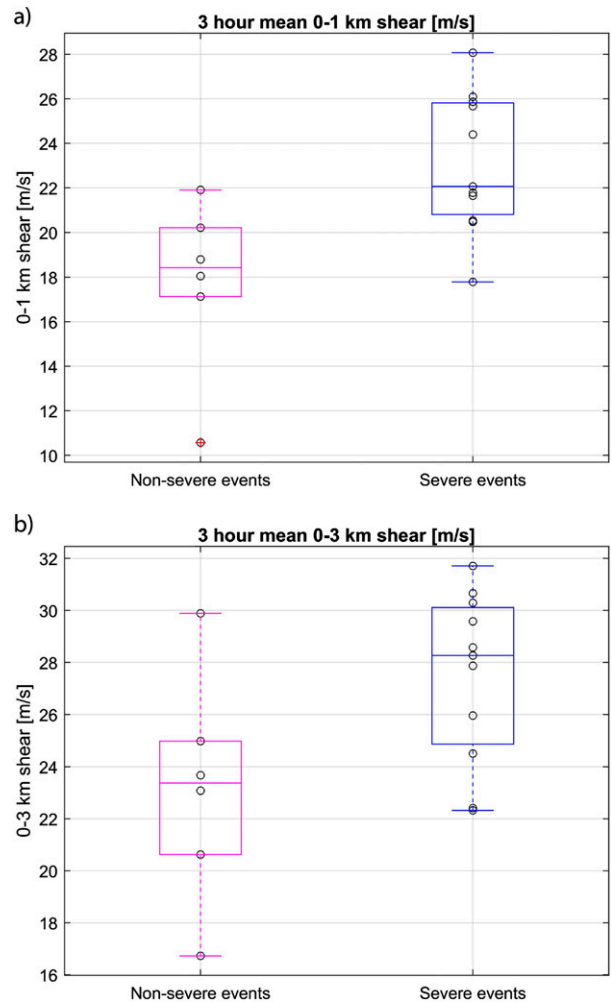 a)
3 hour mean 0-1 km shear [m/s]
28
26
24
22
20
18
16
14
12
10
0-1 km shear [m/s]
Non-severe events Severe events
b)
3 hour mean 0-3 km shear [m/s]
32
30
28
26
24
22
20
18
16
0-3 km shear [m/s]
Non-severe events Severe events